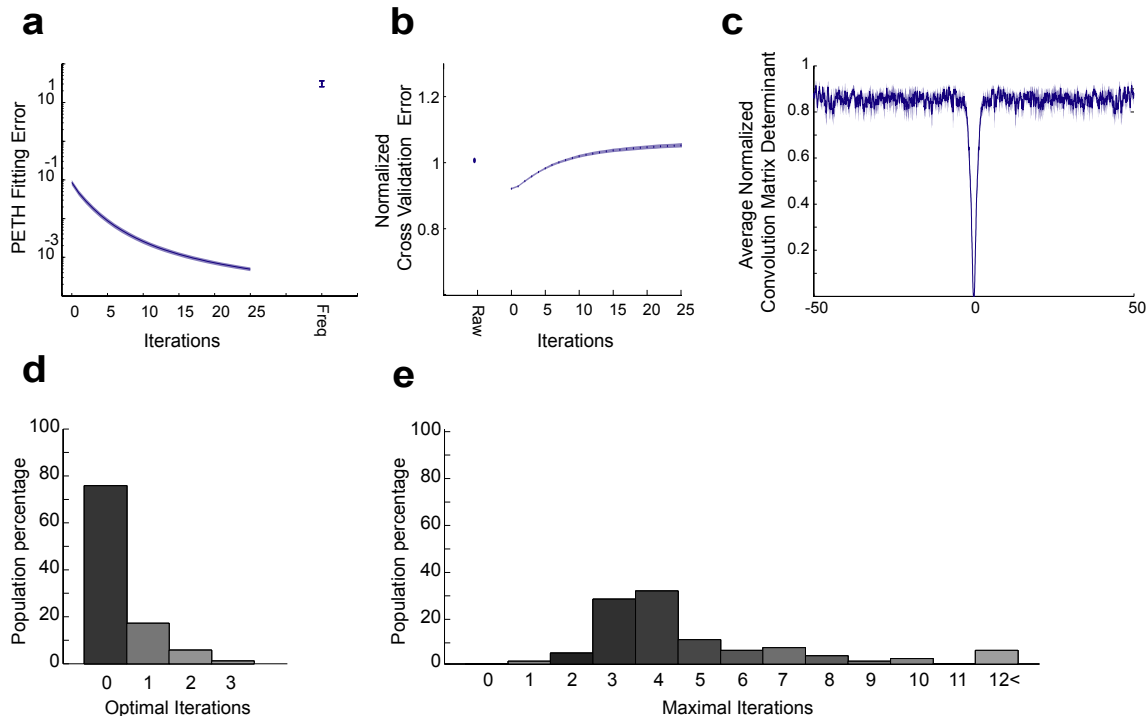 a
PETH Fitting Error
1
10
-1
10
-3
10
0 5 10 15 20 25
Freq
Iterations
b
Normalized
Cross Validation Error
1.2
1
0.8
Raw
0 5 10 15 20 25
Iterations
c
Average Normalized
Convolution Matrix Determinant
1
0.8
0.6
0.4
0.2
-50 0 50
d
Population percentage
100
80
60
40
20
0
0 1 2 3
Optimal Iterations
e
Population percentage
100
80
60
40
20
0
0 1 2 3 4 5 6 7 8 9 10 11 12<
Maximal Iterations